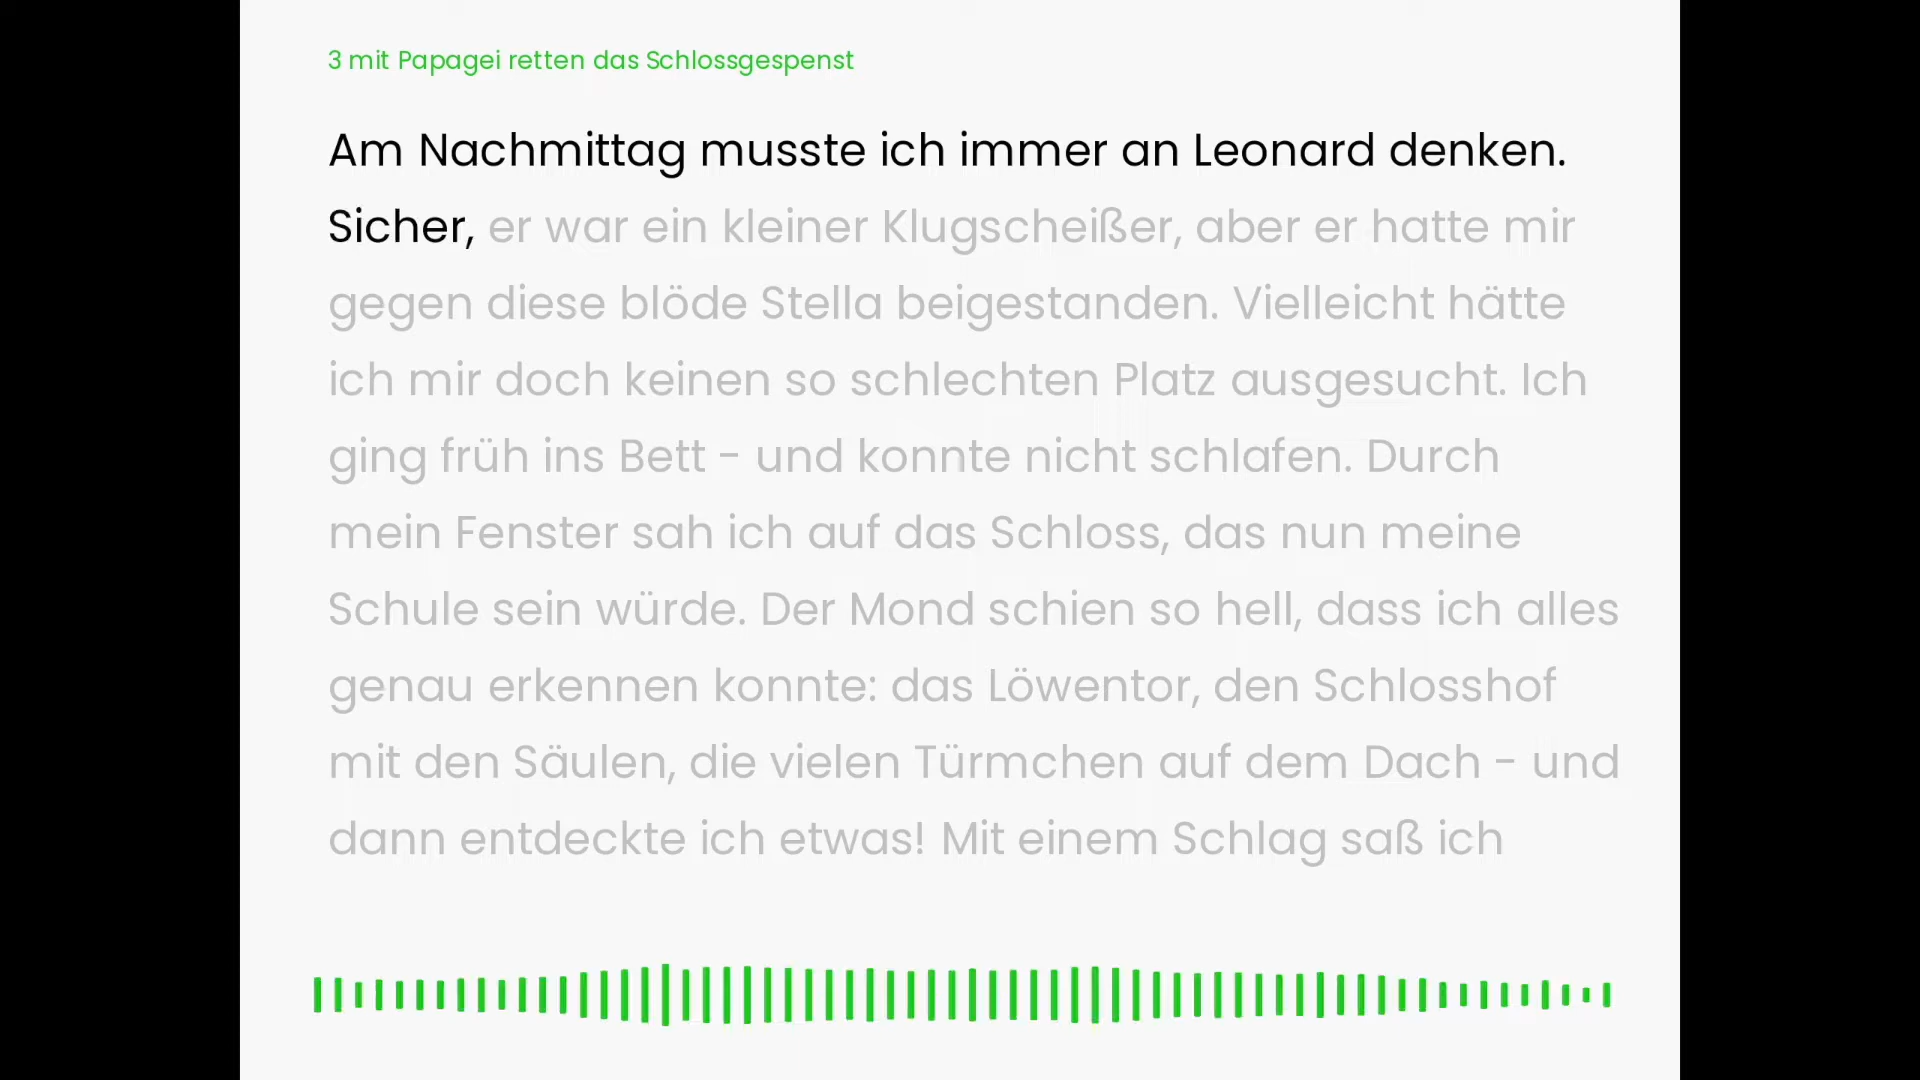 3 mit Papagei retten das Schlossgespenst
Am Nachmittag musste ich immer an Leonard denken.
Sicher, er war ein kleiner Klugscheißer, aber er hatte mir
gegen diese blöde Stella beigestanden. Vielleicht hätte
ich mir doch keinen so schlechten Platz ausgesucht. Ich
ging früh ins Bett - und konnte nicht schlafen. Durch
mein Fenster sah ich auf das Schloss, das nun meine
Schule sein würde. Der Mond schien so hell, dass ich alles
genau erkennen konnte: das Löwentor, den Schlosshof
mit den Säulen, die vielen Türmchen auf dem Dach - und
dann entdeckte ich etwas! Mit einem Schlag saß ich